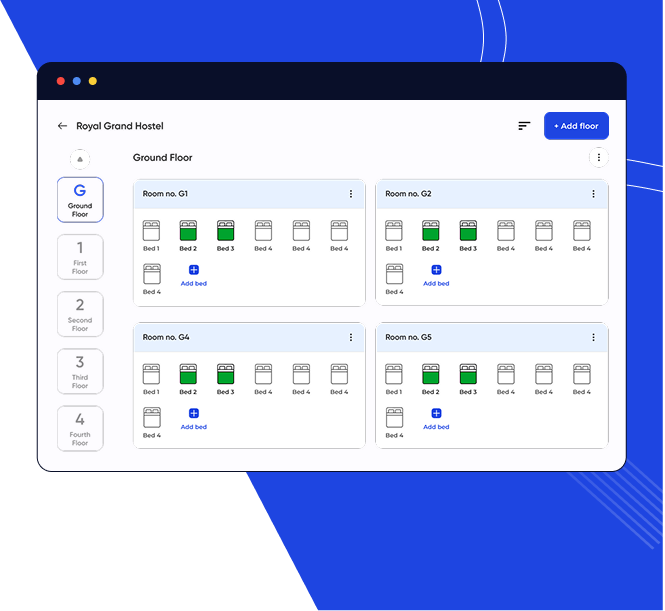 Royal Grand Hostel
+ Add floor
Ground Floor
G
Ground
Floor
1
First
Floor
2
Second
Floor
3
Third
Floor
4
Fourth
Floor
Room no. G1
Bed 1 Bed 2 Bed 3 Bed 4 Bed 4 Bed 4
Bed 4 Add bed
Room no. G2
Bed 1 Bed 2 Bed 3 Bed 4 Bed 4 Bed 4
Bed 4 Add bed
Room no. G4
Bed 1 Bed 2 Bed 3 Bed 4 Bed 4 Bed 4
Bed 4 Add bed
Room no. G5
Bed 1 Bed 2 Bed 3 Bed 4 Bed 4 Bed 4
Bed 4 Add bed